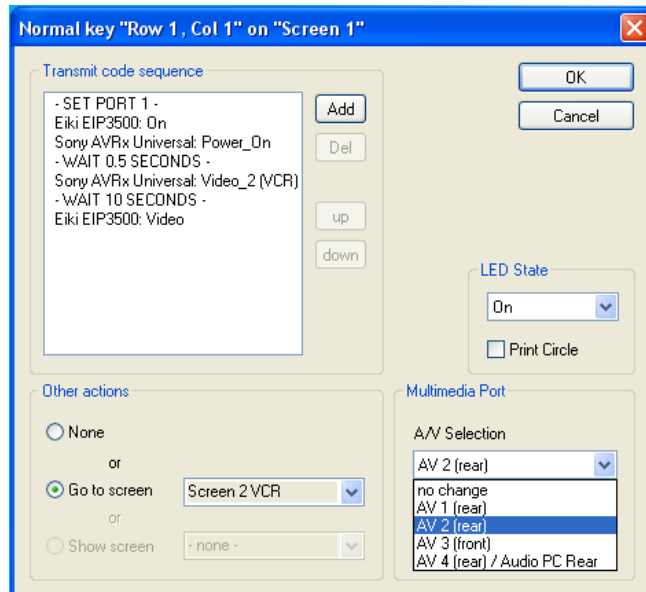 Normal key "Row 1, Col 1" on "Screen 1"
Transmit code sequence
- SET PORT 1 -
Eiki EIP3500: On
Sony AVRx Universal: Power_On
- WAIT 0.5 SECONDS -
Sony AVRx Universal: Video_2 (VCR)
- WAIT 10 SECONDS -
Eiki EIP3500: Video
Add
Del
up
down
OK
Cancel
LED State
On
Print Circle
Other actions
None
or
Go to screen
Screen 2 VCR
or
Show screen
- none -
Multimedia Port
A/V Selection
AV 2 (rear)
no change
AV 1 (rear)
AV 2 (rear)
AV 3 (front)
AV 4 (rear) / Audio PC Rear